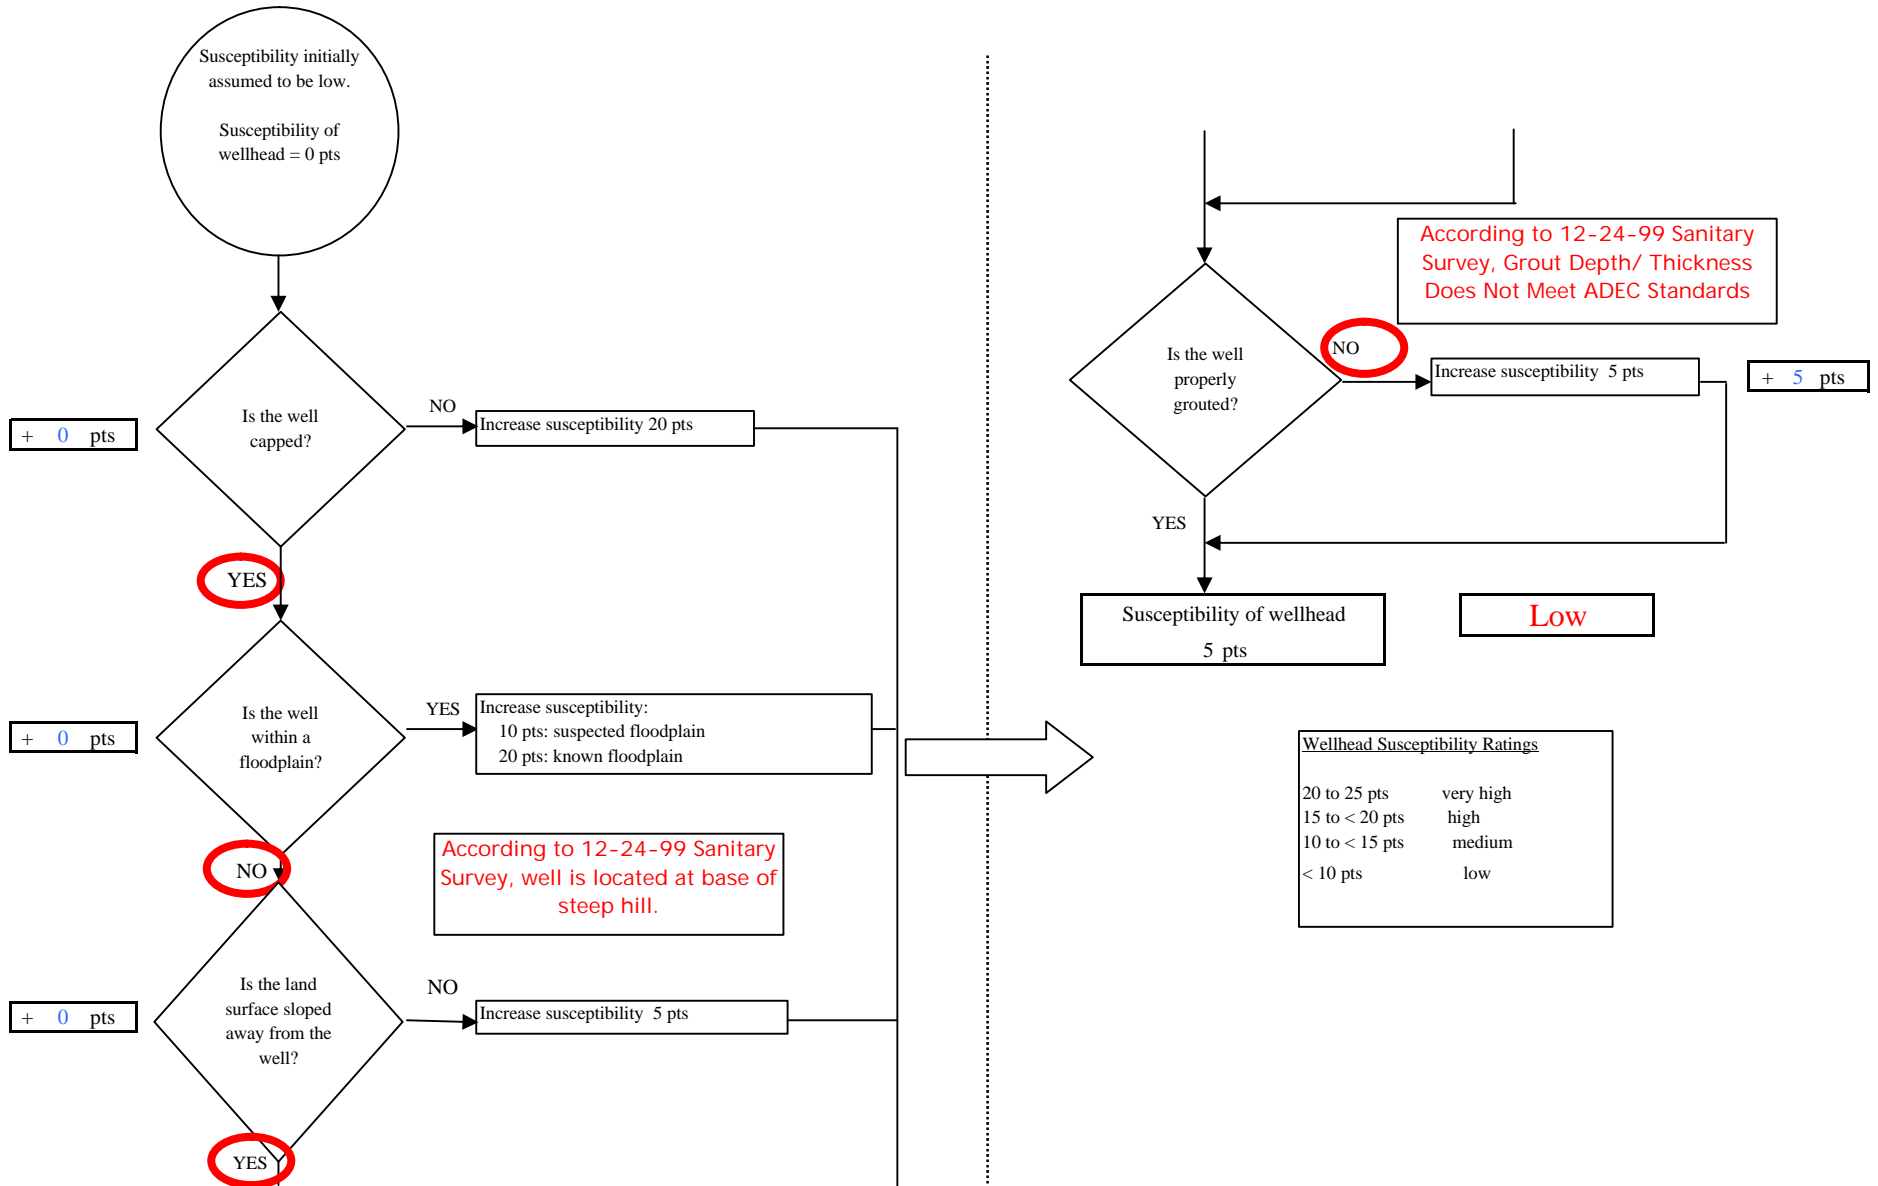 Susceptibility initially
assumed to be low.
Susceptibility of
wellhead = 0 pts
Is the well
capped?
NO
Increase susceptibility 20 pts
+ 0 pts
YES
Is the well
within a
floodplain?
YES
Increase susceptibility:
10 pts: suspected floodplain
20 pts: known floodplain
+ 0 pts
NO
According to 12-24-99 Sanitary
Survey, well is located at base of
steep hill.
Is the land
surface sloped
away from the
well?
NO
Increase susceptibility 5 pts
+ 0 pts
YES
According to 12-24-99 Sanitary
Survey, Grout Depth/ Thickness
Does Not Meet ADEC Standards
Is the well
properly
grouted?
NO
Increase susceptibility 5 pts
+ 5 pts
YES
Susceptibility of wellhead
5 pts
Low
Wellhead Susceptibility Ratings
20 to 25 pts very high
15 to < 20 pts high
10 to < 15 pts medium
< 10 pts low